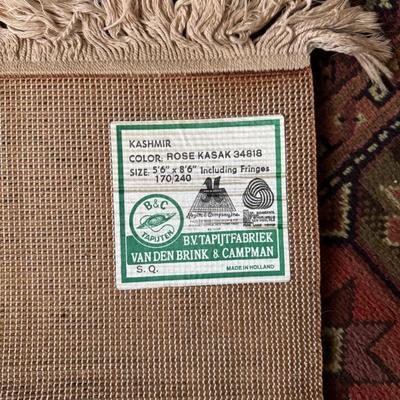 KASHMIR
COLOR: ROSE KASAK 34818
SIZE: 5'6" x 8'6" Including Fringes
170/240
B&C
TAPIJTEN
B.V. TAPIJTFABRIEK
VAN DEN BRINK & CAMPMAN
S. Q.
MADE IN HOLLAND